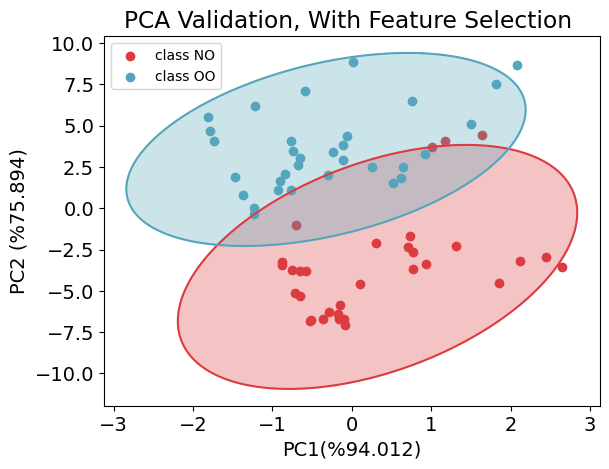 PCA Validation, With Feature Selection
class NO
class OO
PC2 (%75.894)
10.0
7.5
5.0
2.5
0.0
−2.5
−5.0
−7.5
−10.0
−3 −2 −1 0 1 2 3
PC1(%94.012)